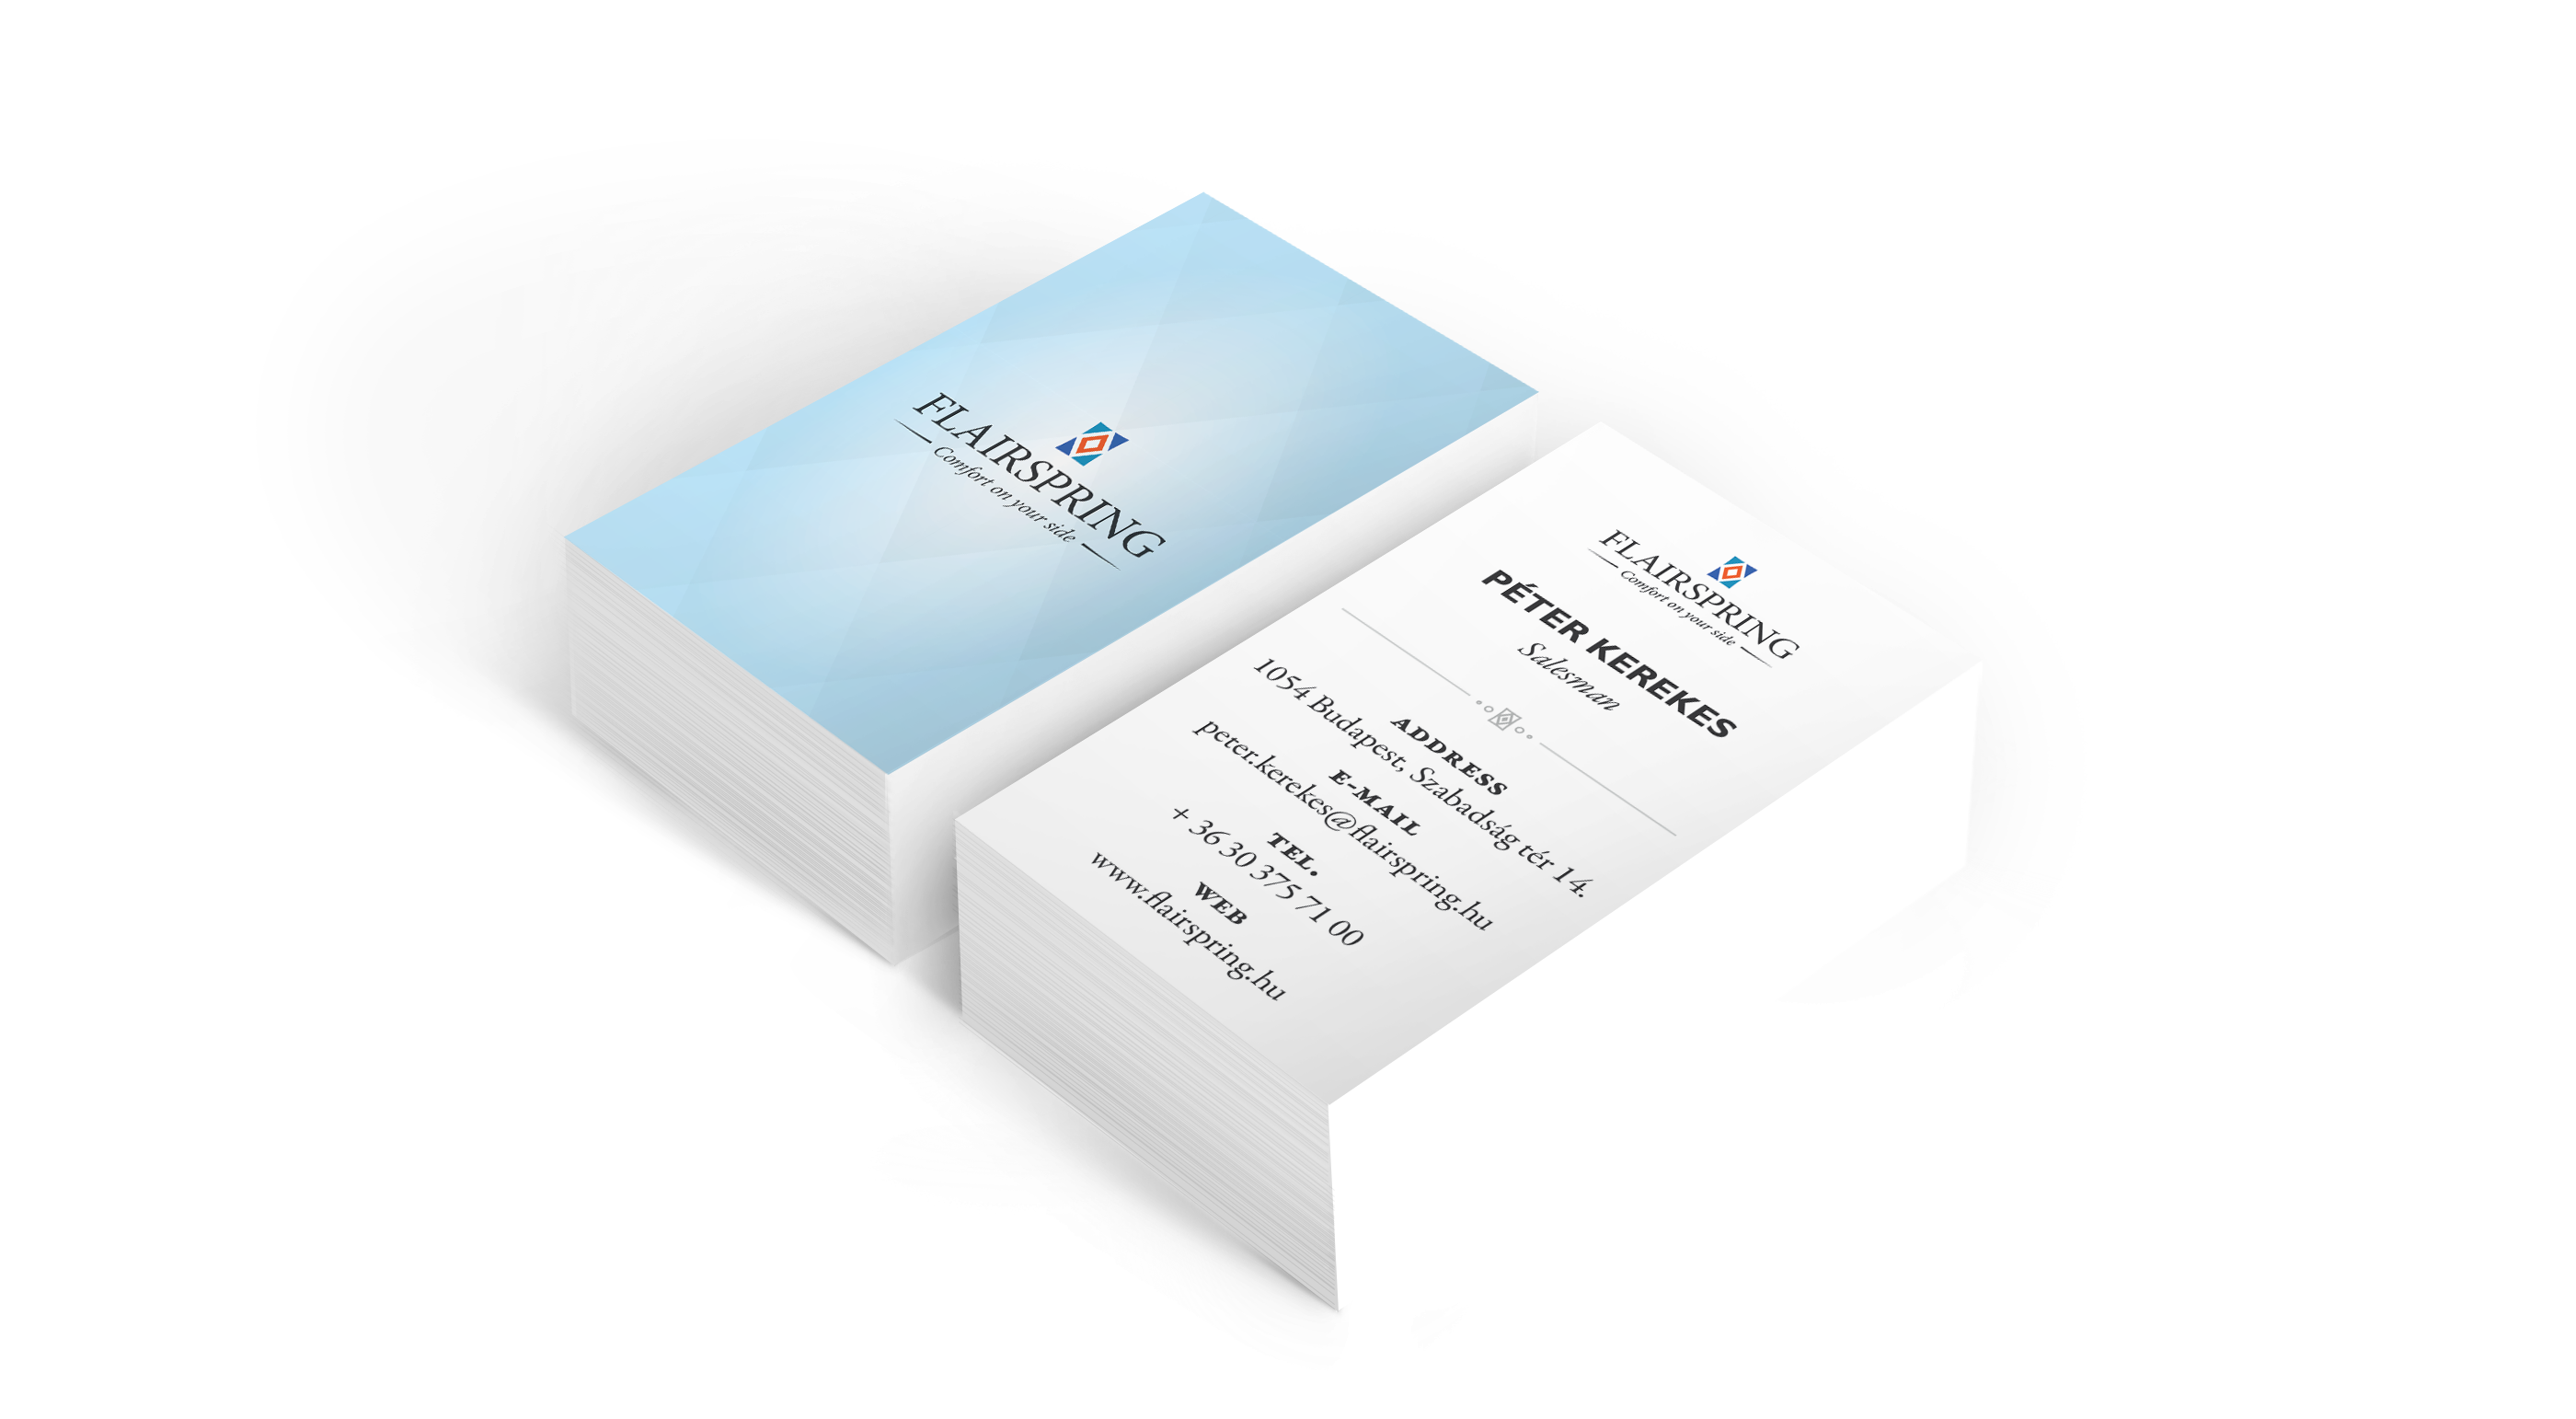 FLAIRSPRING
Comfort on your side
FLAIRSPRING
Comfort on your side
PÉTER KEREKES
Salesman
ADDRESS
1054 Budapest, Szabadság tér 14.
E-MAIL
peter.kerekes@flairspring.hu
TEL.
+ 36 30 375 71 00
WEB
www.flairspring.hu